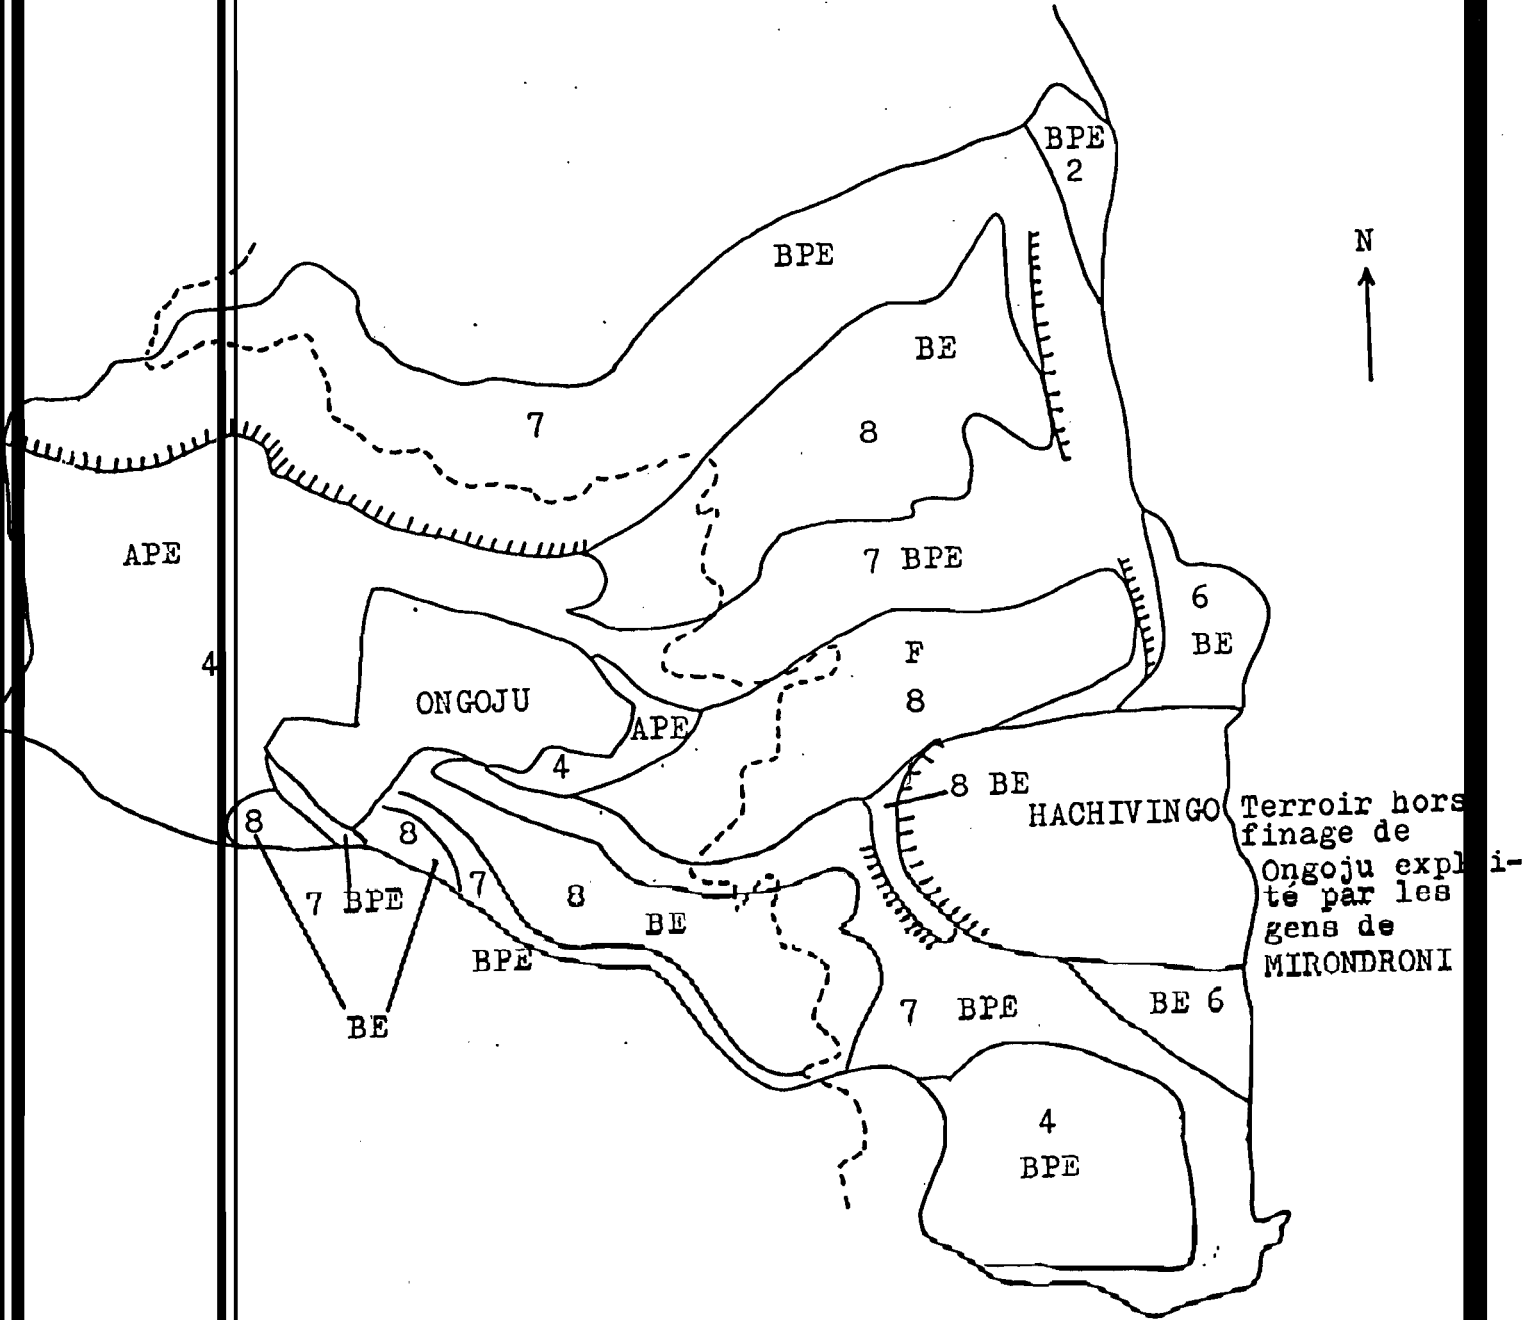 BPE
2
N
BPE
BE
7
8
APE
7 BPE
6
BE
F
8
4
ONGOJU
APE
4
8 BE
HACHIVINGO
Terroir hors
finage de
Ongoju exploi-
té par les
gens de
MIRONDRONI
8
8
7
8
7 BPE
BE
BPE
7 BPE
BE 6
BE
4
BPE